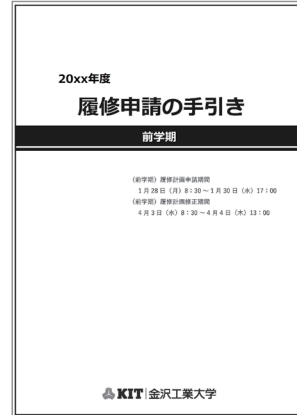 20xx年度
履修申請の手引き
前学期
(前学期) 履修計画申請期間
1月28日（月）8：30～1月30日（水）17：00
(前学期) 履修計画修正期間
4月3日（水）8：30～4月4日（木）13：00
KIT 金沢工業大学